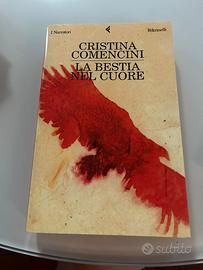 I Narratori
Feltrinelli
CRISTINA
COMENCINI
LA BESTIA
NEL CUORE
subito